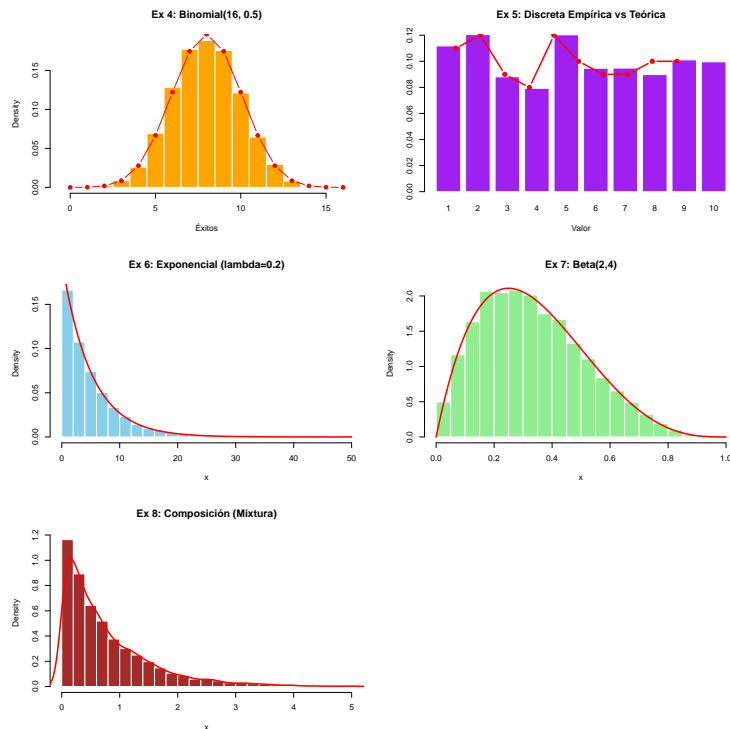 Ex 4: Binomial(16, 0.5)
Density
0.00 0.05 0.10 0.15
0 5 10 15
Éxitos
Ex 5: Discreta Empírica vs Teórica
0.00 0.02 0.04 0.06 0.08 0.10 0.12
1 2 3 4 5 6 7 8 9 10
Valor
Ex 6: Exponencial (lambda=0.2)
Density
0.00 0.05 0.10 0.15
0 10 20 30 40 50
x
Ex 7: Beta(2,4)
Density
0.0 0.5 1.0 1.5 2.0
0.0 0.2 0.4 0.6 0.8 1.0
x
Ex 8: Composición (Mixtura)
Density
0.0 0.2 0.4 0.6 0.8 1.0 1.2
0 1 2 3 4 5
x